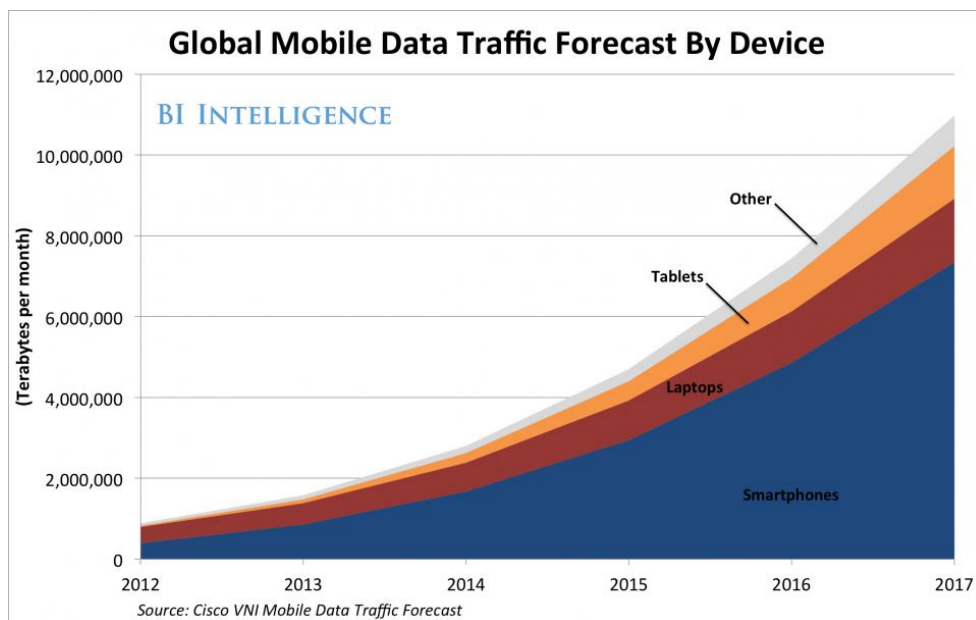 Global Mobile Data Traffic Forecast By Device
12,000,000
BI INTELLIGENCE
10,000,000
Other
8,000,000
Tablets
(Terabytes per month)
6,000,000
4,000,000
Laptops
2,000,000
Smartphones
0
2012 2013 2014 2015 2016 2017
Source: Cisco VNI Mobile Data Traffic Forecast